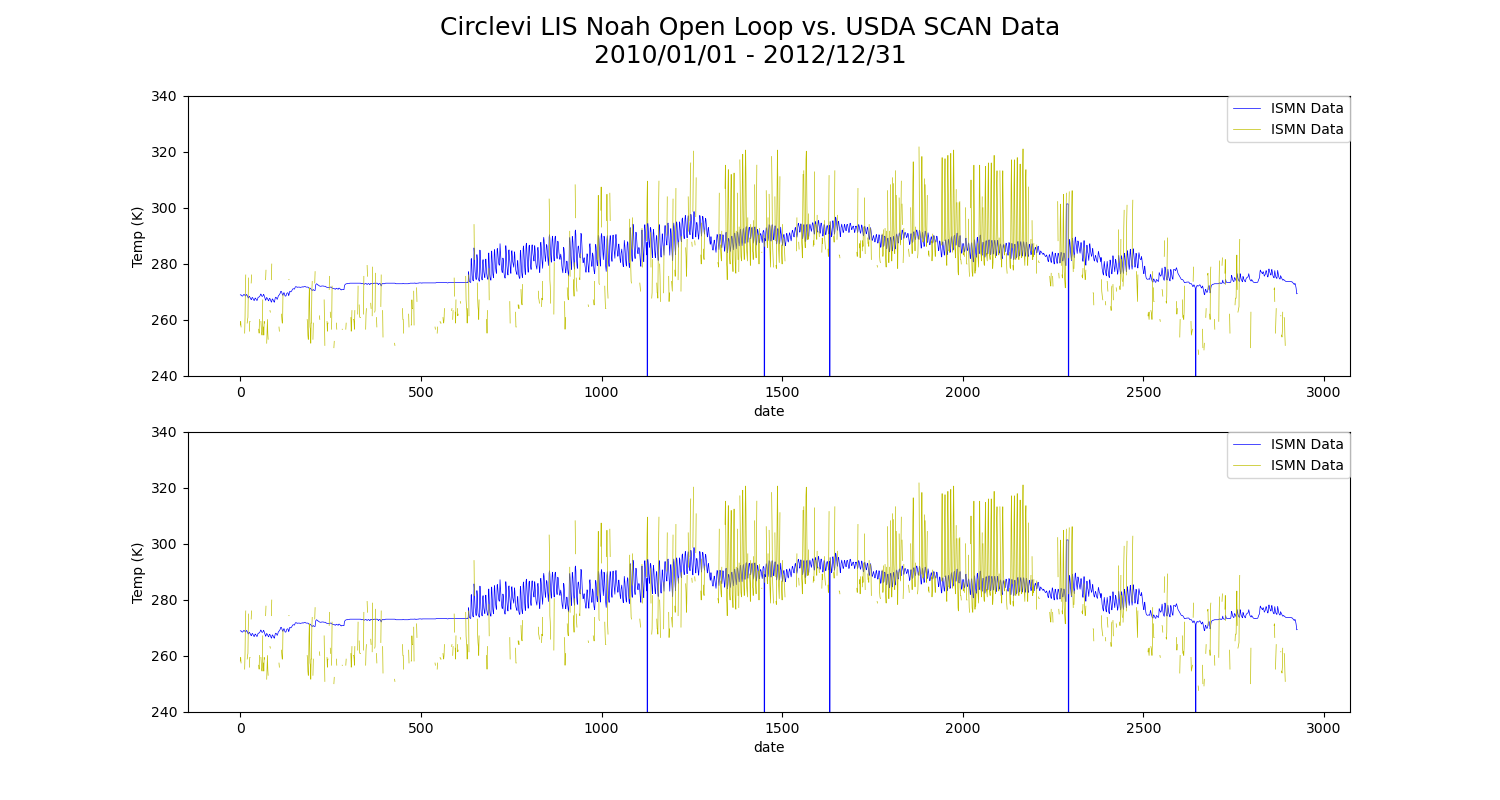 Circlevi LIS Noah Open Loop vs. USDA SCAN Data
2010/01/01 - 2012/12/31
340
320
300
280
260
240
Temp (K)
ISMN Data
ISMN Data
0
500
1000
1500
2000
2500
3000
date
340
320
300
280
260
240
Temp (K)
ISMN Data
ISMN Data
0
500
1000
1500
2000
2500
3000
date